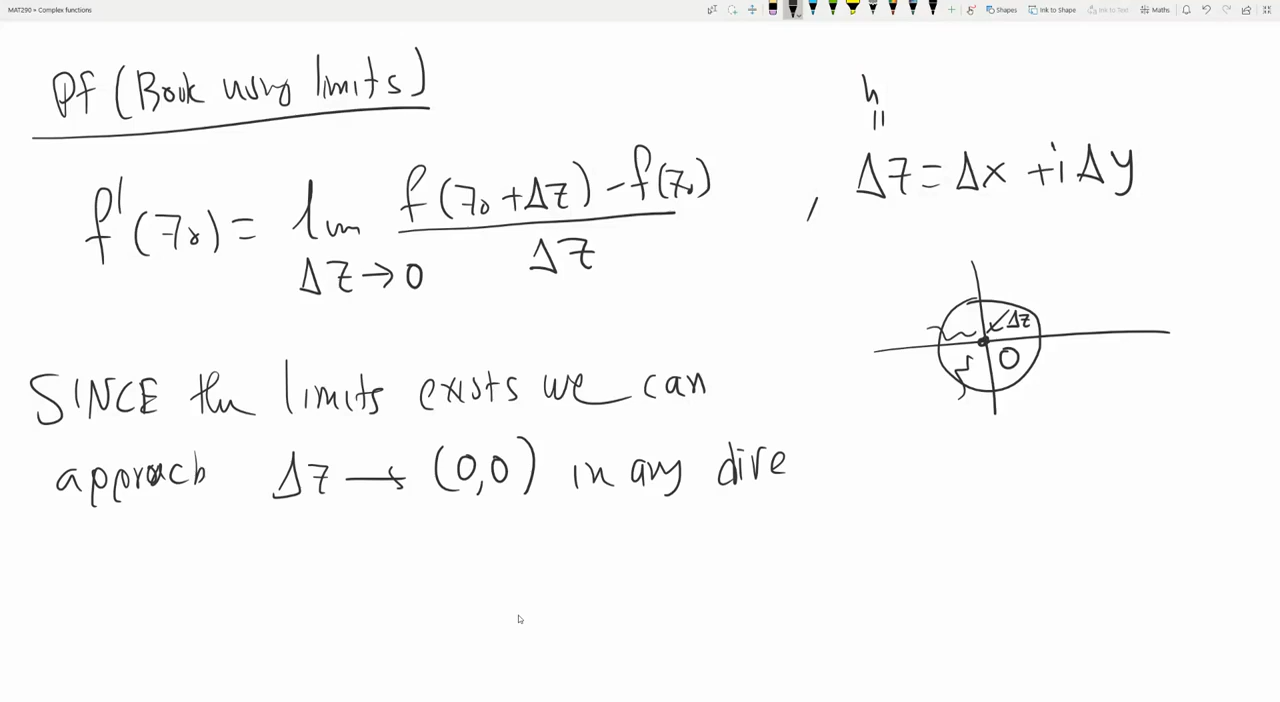 MAT290 • Complex functions
Shapes
Ink to Shape
Ink to Text
Maths
pf (Book using limits)
h
=
Δz = Δx + i Δy
f'(z₀) = lim Δz→0 (f(z₀ + Δz) - f(z₀)) / Δz ,
Δz
0
SINCE the limits exists we can
approach Δz → (0,0) in any dire